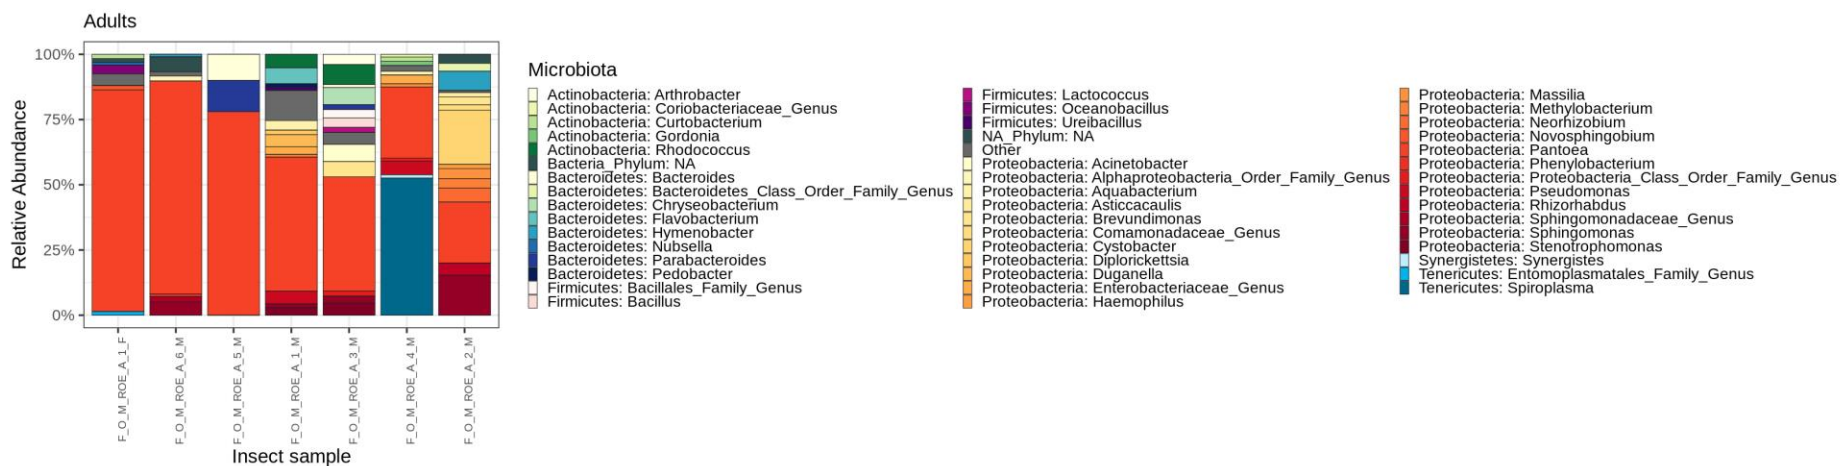 Adults
100%
75%
50%
25%
0%
Relative Abundance
F_O_M_ROE_A_1_F
F_O_M_ROE_A_6_M
F_O_M_ROE_A_5_M
F_O_M_ROE_A_1_M
F_O_M_ROE_A_3_M
F_O_M_ROE_A_4_M
F_O_M_ROE_A_2_M
Insect sample
Microbiota
Actinobacteria: Arthrobacter
Actinobacteria: Coriobacteriaceae_Genus
Actinobacteria: Curtobacterium
Actinobacteria: Gordonia
Actinobacteria: Rhodococcus
Bacteria_Phylum: NA
Bacteroidetes: Bacteroides
Bacteroidetes: Bacteroidetes_Class_Order_Family_Genus
Bacteroidetes: Chryseobacterium
Bacteroidetes: Flavobacterium
Bacteroidetes: Hymenobacter
Bacteroidetes: Nubsella
Bacteroidetes: Parabacteroides
Bacteroidetes: Pedobacter
Firmicutes: Bacillales_Family_Genus
Firmicutes: Bacillus
Firmicutes: Lactococcus
Firmicutes: Oceanobacillus
Firmicutes: Ureibacillus
NA_Phylum: NA
Other
Proteobacteria: Acinetobacter
Proteobacteria: Alphaproteobacteria_Order_Family_Genus
Proteobacteria: Aquabacterium
Proteobacteria: Asticcacaulis
Proteobacteria: Brevundimonas
Proteobacteria: Comamonadaceae_Genus
Proteobacteria: Cystobacter
Proteobacteria: Diplorickettsia
Proteobacteria: Duganella
Proteobacteria: Enterobacteriaceae_Genus
Proteobacteria: Haemophilus
Proteobacteria: Massilia
Proteobacteria: Methylobacterium
Proteobacteria: Neorhizobium
Proteobacteria: Novosphingobium
Proteobacteria: Pantoea
Proteobacteria: Phenylobacterium
Proteobacteria: Proteobacteria_Class_Order_Family_Genus
Proteobacteria: Pseudomonas
Proteobacteria: Rhizorhabdus
Proteobacteria: Sphingomonadaceae_Genus
Proteobacteria: Sphingomonas
Proteobacteria: Stenotrophomonas
Synergistetes: Synergistes
Tenericutes: Entomoplasmatales_Family_Genus
Tenericutes: Spiroplasma